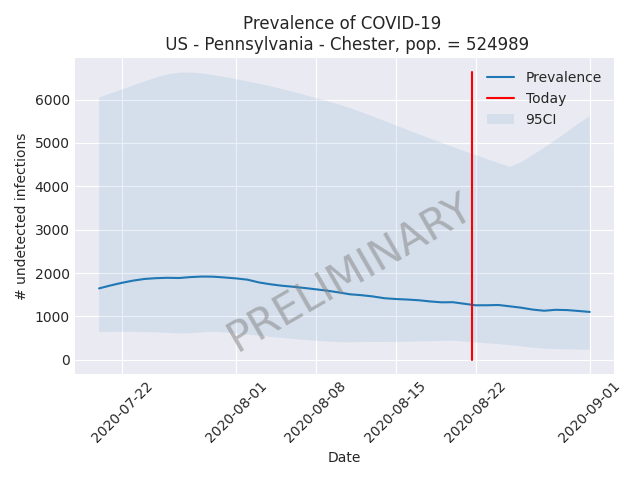 Prevalence of COVID-19
US - Pennsylvania - Chester, pop. = 524989
# undetected infections
6000
5000
4000
3000
2000
1000
0
Prevalence
Today
95CI
PRELIMINARY
2020-07-22
2020-08-01
2020-08-08
2020-08-15
2020-08-22
2020-09-01
Date